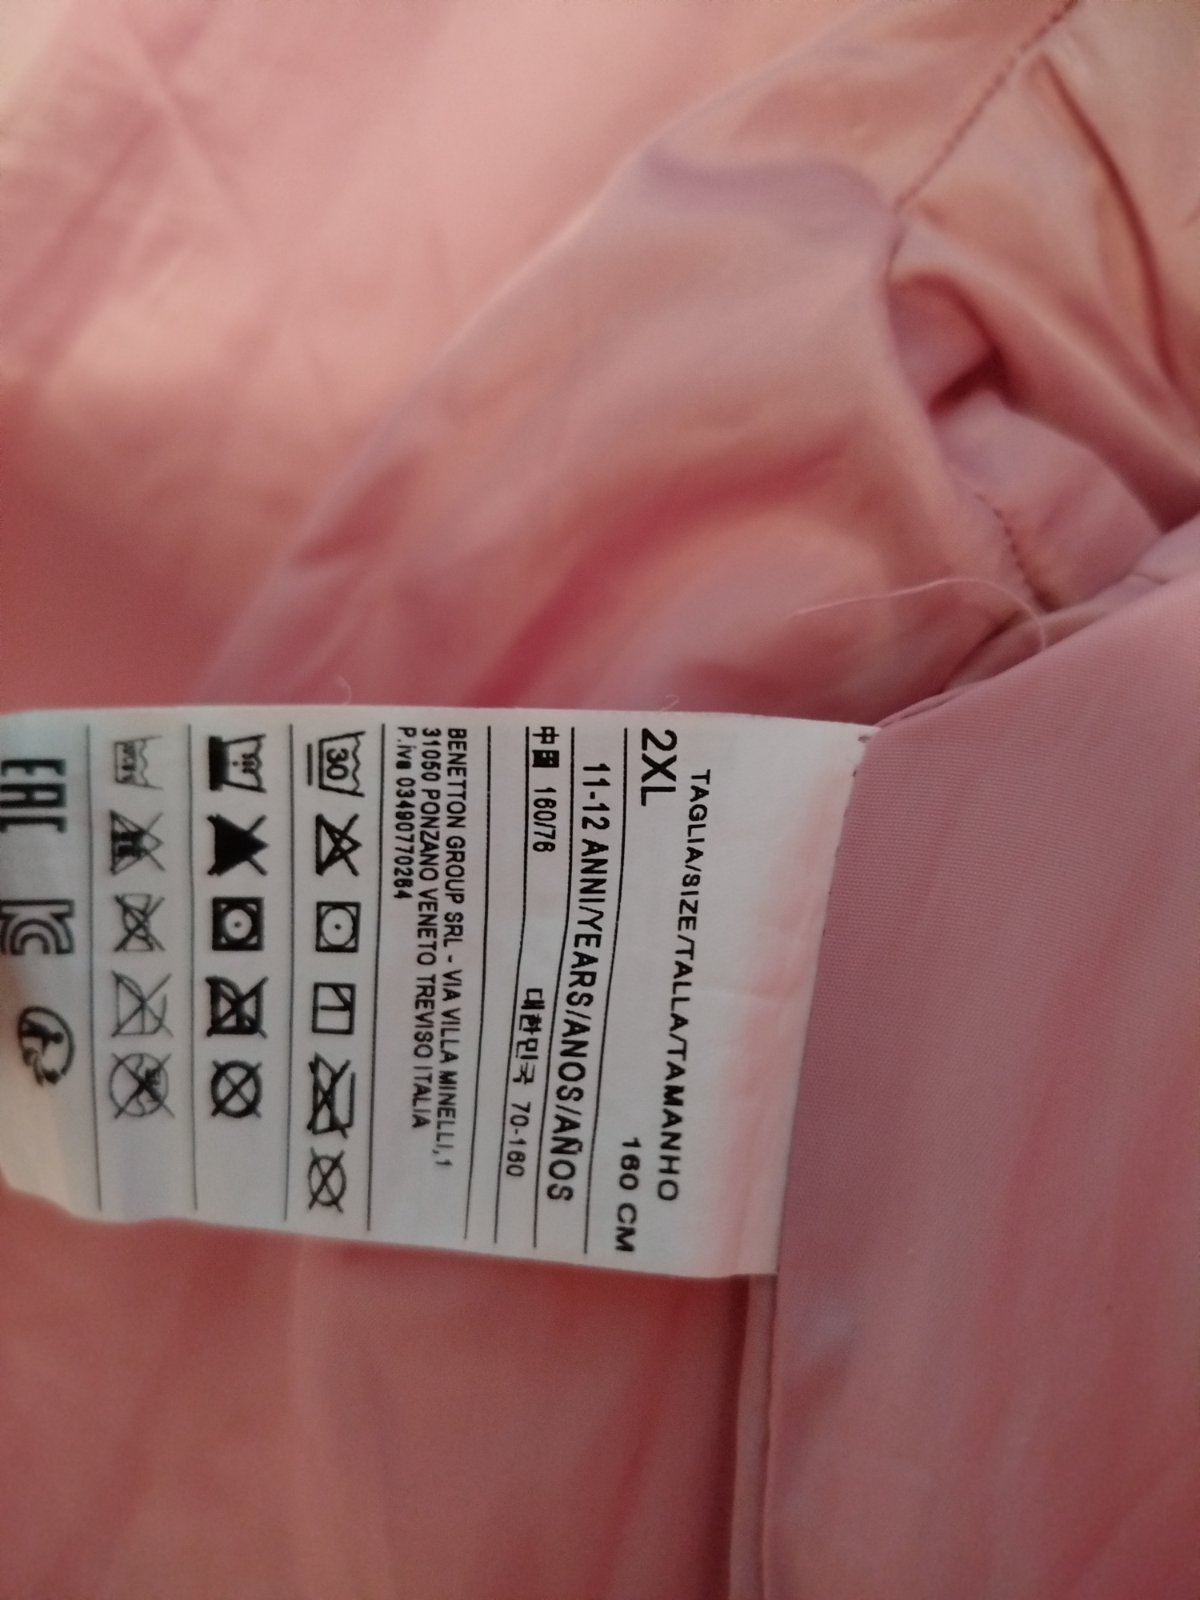 TAGLIA/SIZE/TALLA/TAMANHO
2XL 160 CM
11-12 ANNI/YEARS/ANOS/AÑOS
中國 160/76 대한민국 70-160
BENETTON GROUP SRL - VIA VILLA MINELLI,1
31050 PONZANO VENETO TREVISO ITALIA
P.iva 03490770264
30
EAC